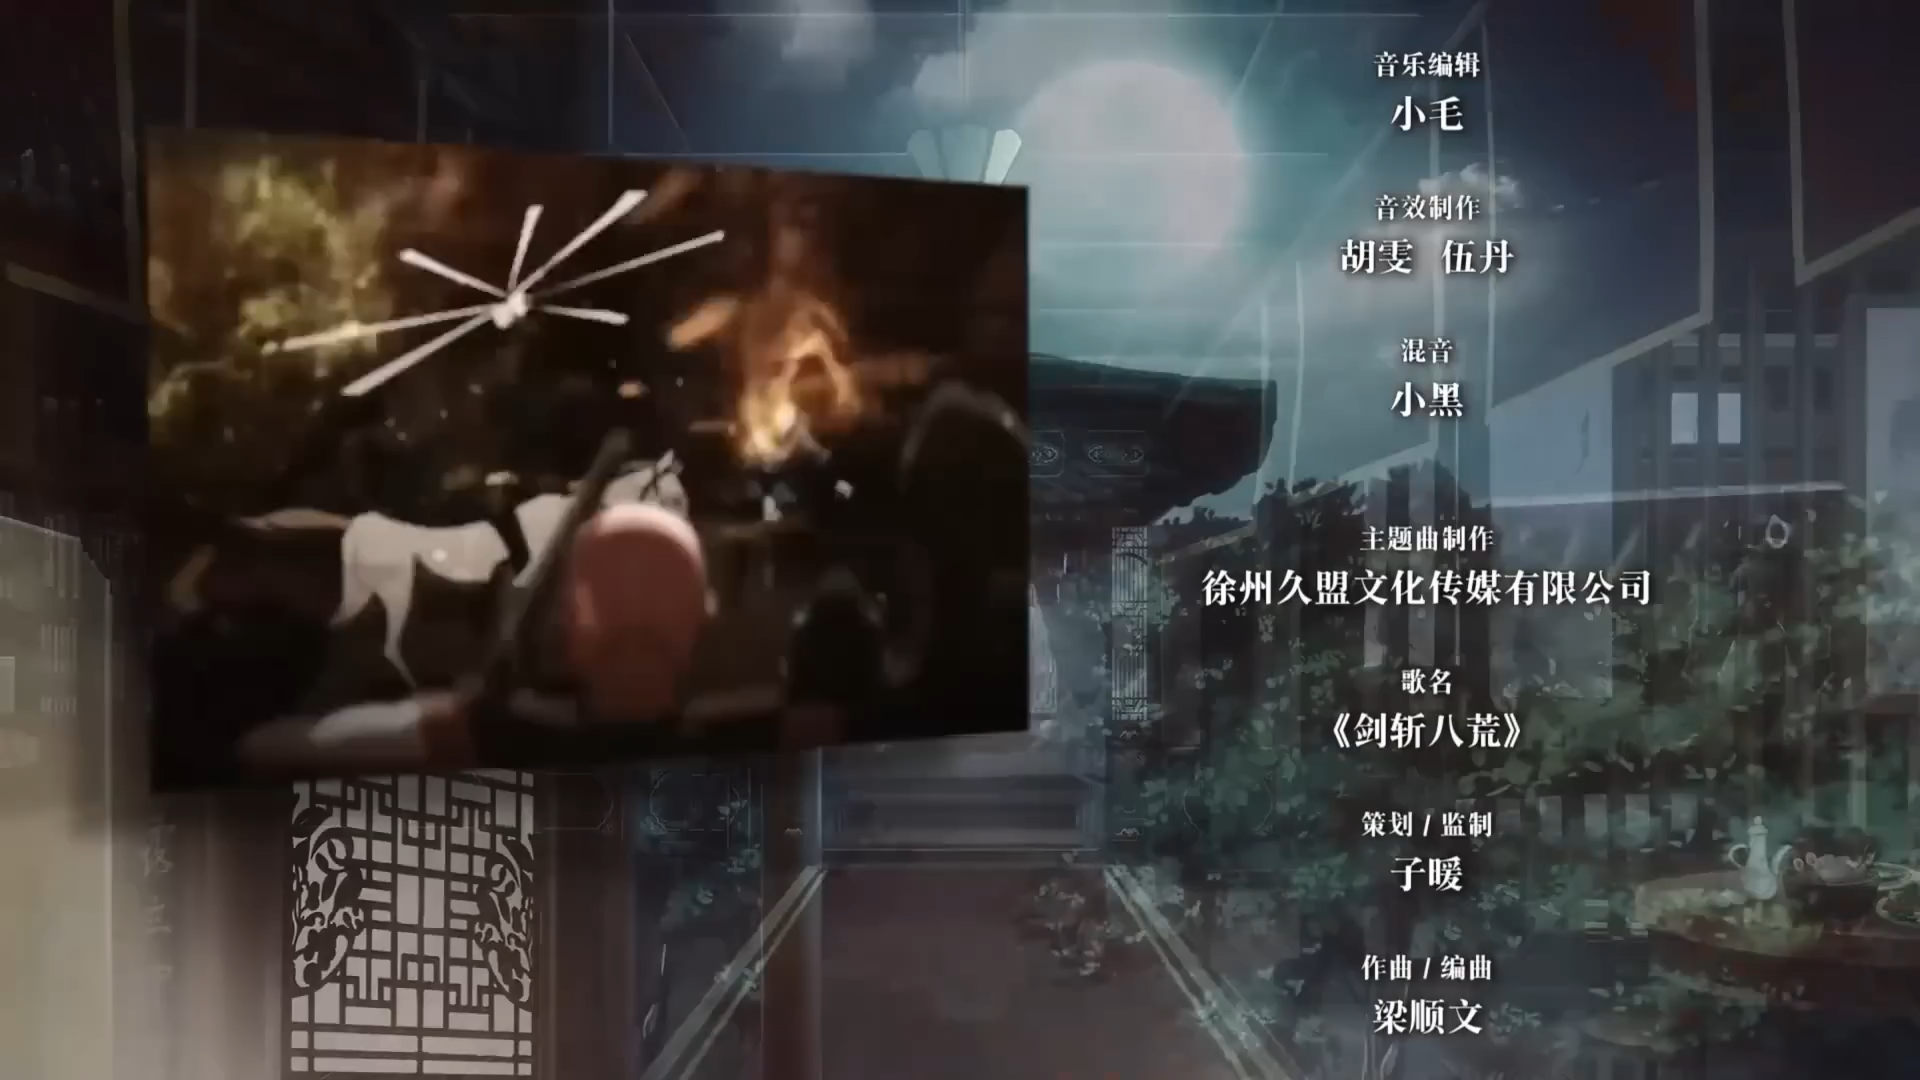 音乐编辑
小毛
音效制作
胡雯 伍丹
混音
小黑
主题曲制作
徐州久盟文化传媒有限公司
歌名
《剑斩八荒》
策划 / 监制
子暖
作曲 / 编曲
梁顺文